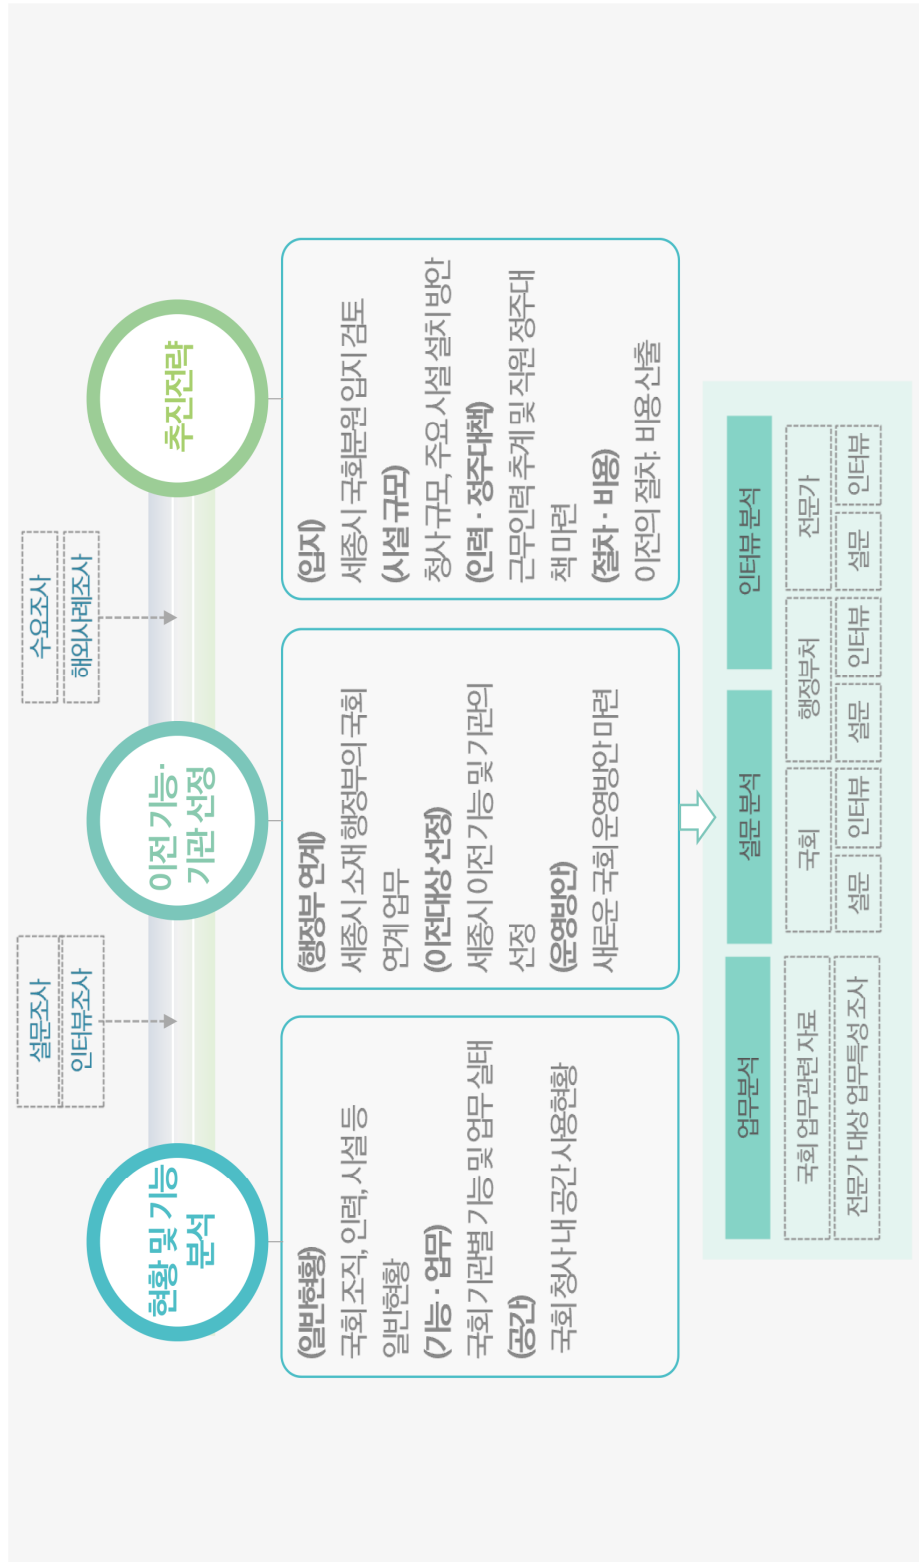 설문조사
인터뷰조사
수요조사
해외사례조사
현황 및 기능
분석
이전 기능·
기관 선정
추진전략
(일반현황)
국회 조직, 인력, 시설 등
일반현황
(기능·업무)
국회 기관별 기능 및 업무 실태
(공간)
국회 청사 내 공간 사용현황
(행정부 연계)
세종시 소재 행정부의 국회
연계 업무
(이전대상 선정)
세종시 이전 기능 및 기관의
선정
(운영방안)
새로운 국회 운영방안 마련
(입지)
세종시 국회분원 입지 검토
(시설 규모)
청사 규모, 주요 시설 설치 방안
(인력·정주대책)
근무인력 추계 및 직원 정주대
책 마련
(절차·비용)
이전의 절차. 비용 산출
업무분석
국회 업무관련 자료
전문가 대상 업무특성 조사
설문 분석
인터뷰 분석
국회
행정부처
전문가
설문
인터뷰
설문
인터뷰
설문
인터뷰